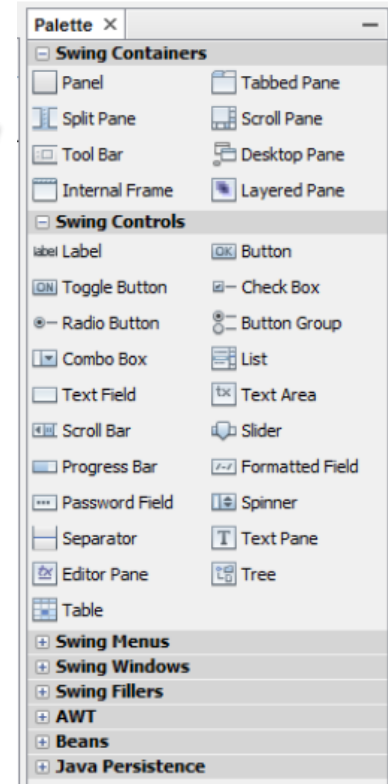 Palette
Swing Containers
Panel Tabbed Pane
Split Pane Scroll Pane
Tool Bar Desktop Pane
Internal Frame Layered Pane
Swing Controls
label Label OK Button
ON Toggle Button Check Box
Radio Button Button Group
Combo Box List
Text Field tx Text Area
Scroll Bar Slider
Progress Bar Formatted Field
Password Field Spinner
Separator T Text Pane
Editor Pane Tree
Table
Swing Menus
Swing Windows
Swing Fillers
AWT
Beans
Java Persistence